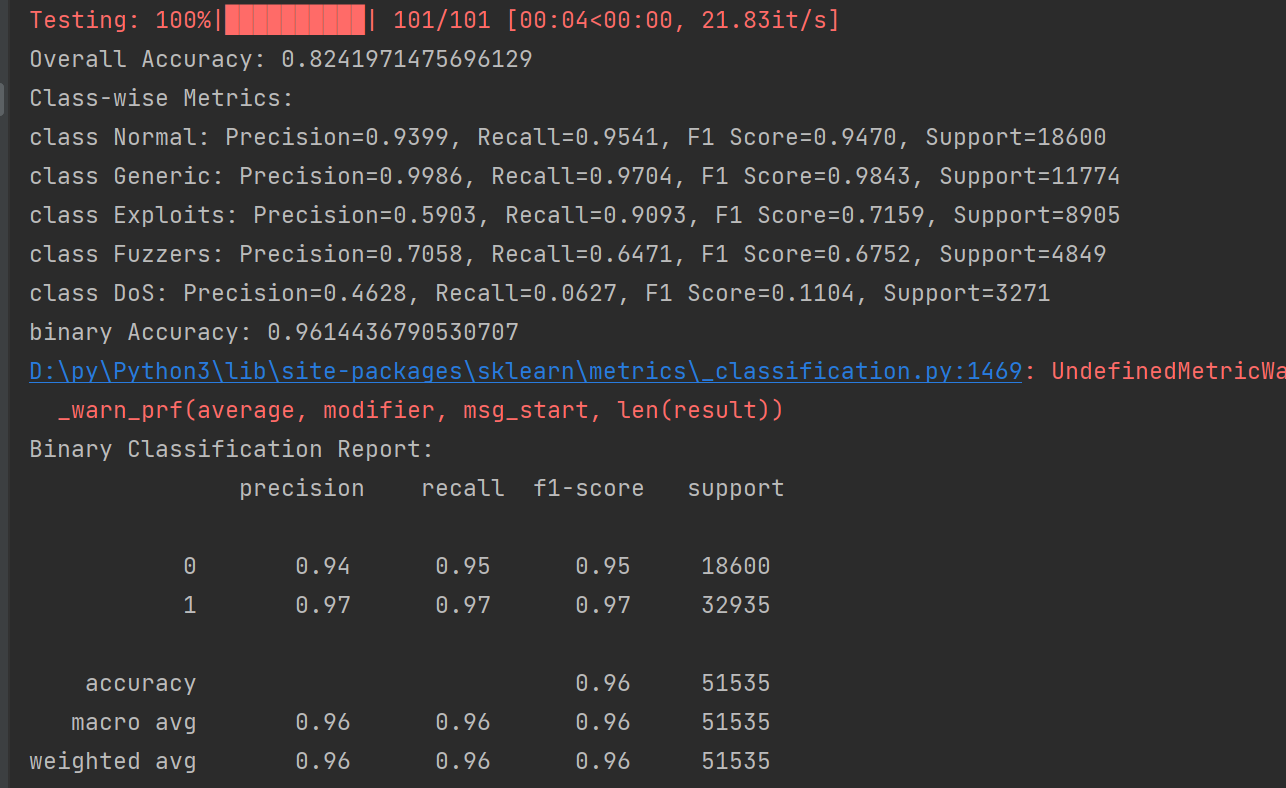 Testing: 100%|██████████| 101/101 [00:04<00:00, 21.83it/s]
Overall Accuracy: 0.8241971475696129
Class-wise Metrics:
class Normal: Precision=0.9399, Recall=0.9541, F1 Score=0.9470, Support=18600
class Generic: Precision=0.9986, Recall=0.9704, F1 Score=0.9843, Support=11774
class Exploits: Precision=0.5903, Recall=0.9093, F1 Score=0.7159, Support=8905
class Fuzzers: Precision=0.7058, Recall=0.6471, F1 Score=0.6752, Support=4849
class DoS: Precision=0.4628, Recall=0.0627, F1 Score=0.1104, Support=3271
binary Accuracy: 0.9614436790530707
D:\py\Python3\lib\site-packages\sklearn\metrics\_classification.py:1469: UndefinedMetricWa
  _warn_prf(average, modifier, msg_start, len(result))
Binary Classification Report:
               precision    recall  f1-score   support
           0       0.94      0.95      0.95     18600
           1       0.97      0.97      0.97     32935
    accuracy                           0.96     51535
   macro avg       0.96      0.96      0.96     51535
weighted avg       0.96      0.96      0.96     51535